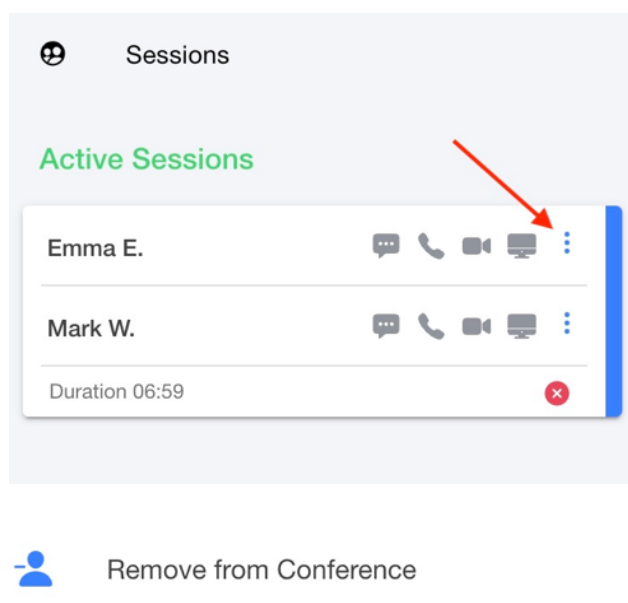 Sessions
Active Sessions
Emma E.
Mark W.
Duration 06:59
Remove from Conference